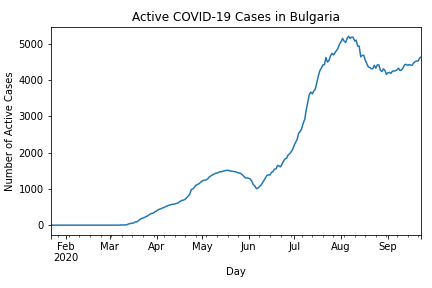 Active COVID-19 Cases in Bulgaria
Number of Active Cases
5000
4000
3000
2000
1000
0
Feb Mar Apr May Jun Jul Aug Sep
2020
Day